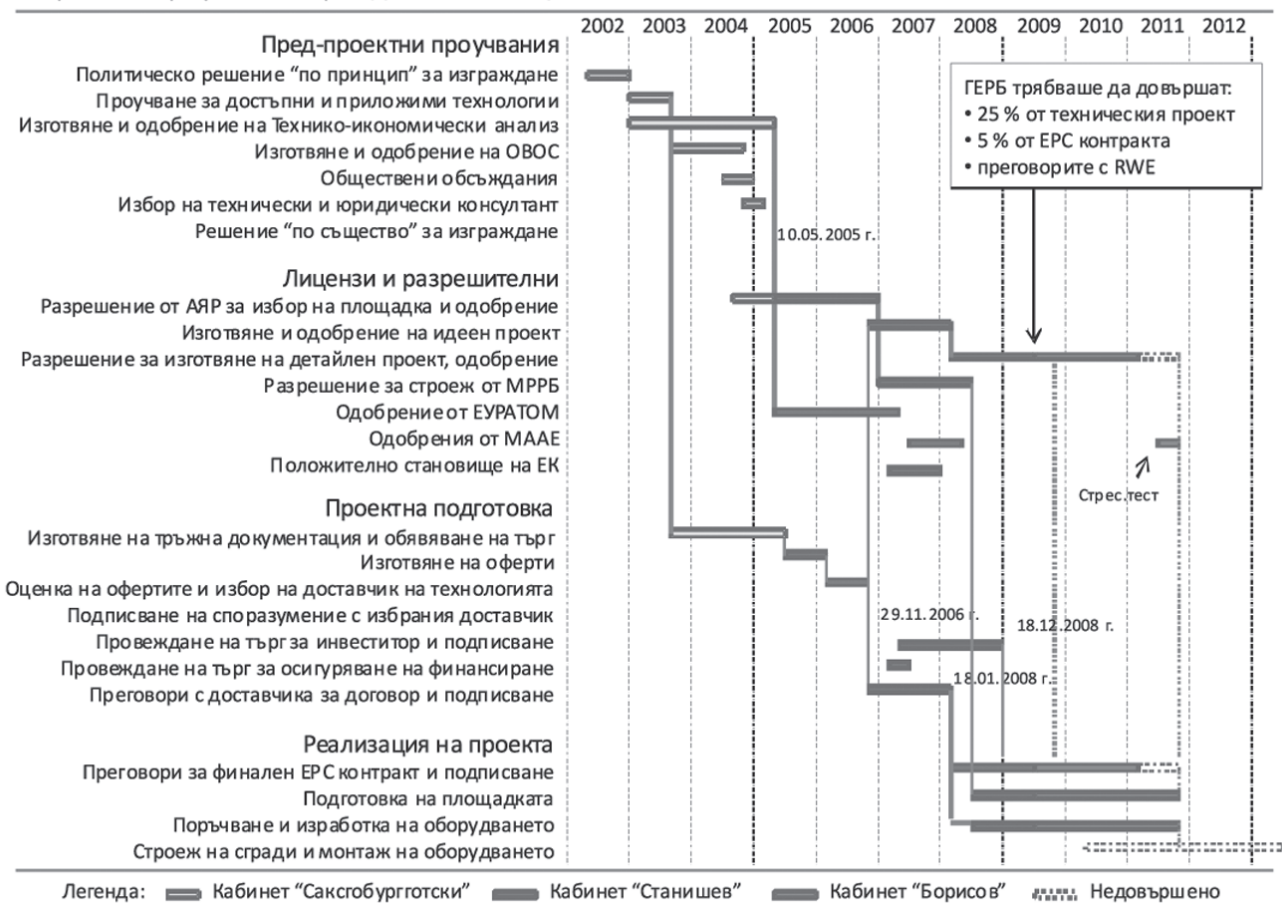 2002 2003 2004 2005 2006 2007 2008 2009 2010 2011 2012
Пред-проектни проучвания
Политическо решение “по принцип” за изграждане
Проучване за достъпни и приложими технологии
Изготвяне и одобрение на Технико-икономически анализ
Изготвяне и одобрение на ОВОС
Обществени обсъждания
Избор на технически и юридически консултант
Решение “по същество” за изграждане
10.05.2005 г.
ГЕРБ трябваше да довършат:
• 25 % от техническия проект
• 5 % от ЕРС контракта
• преговорите с RWE
Лицензи и разрешителни
Разрешение от АЯР за избор на площадка и одобрение
Изготвяне и одобрение на идеен проект
Разрешение за изготвяне на детайлен проект, одобрение
Разрешение за строеж от МРРБ
Одобрение от ЕУРАТОМ
Одобрения от МААЕ
Положително становище на ЕК
Стрес.тест
Проектна подготовка
Изготвяне на тръжна документация и обявяване на търг
Изготвяне на оферти
Оценка на офертите и избор на доставчик на технологията
Подписване на споразумение с избрания доставчик
29.11.2006 г.
Провеждане на търг за инвеститор и подписване
18.12.2008 г.
Провеждане на търг за осигуряване на финансиране
18.01.2008 г.
Преговори с доставчика за договор и подписване
Реализация на проекта
Преговори за финален ЕРС контракт и подписване
Подготовка на площадката
Поръчване и изработка на оборудването
Строеж на сгради и монтаж на оборудването
Легенда: Кабинет “Саксгобургготски” Кабинет “Станишев” Кабинет “Борисов” Недовършено